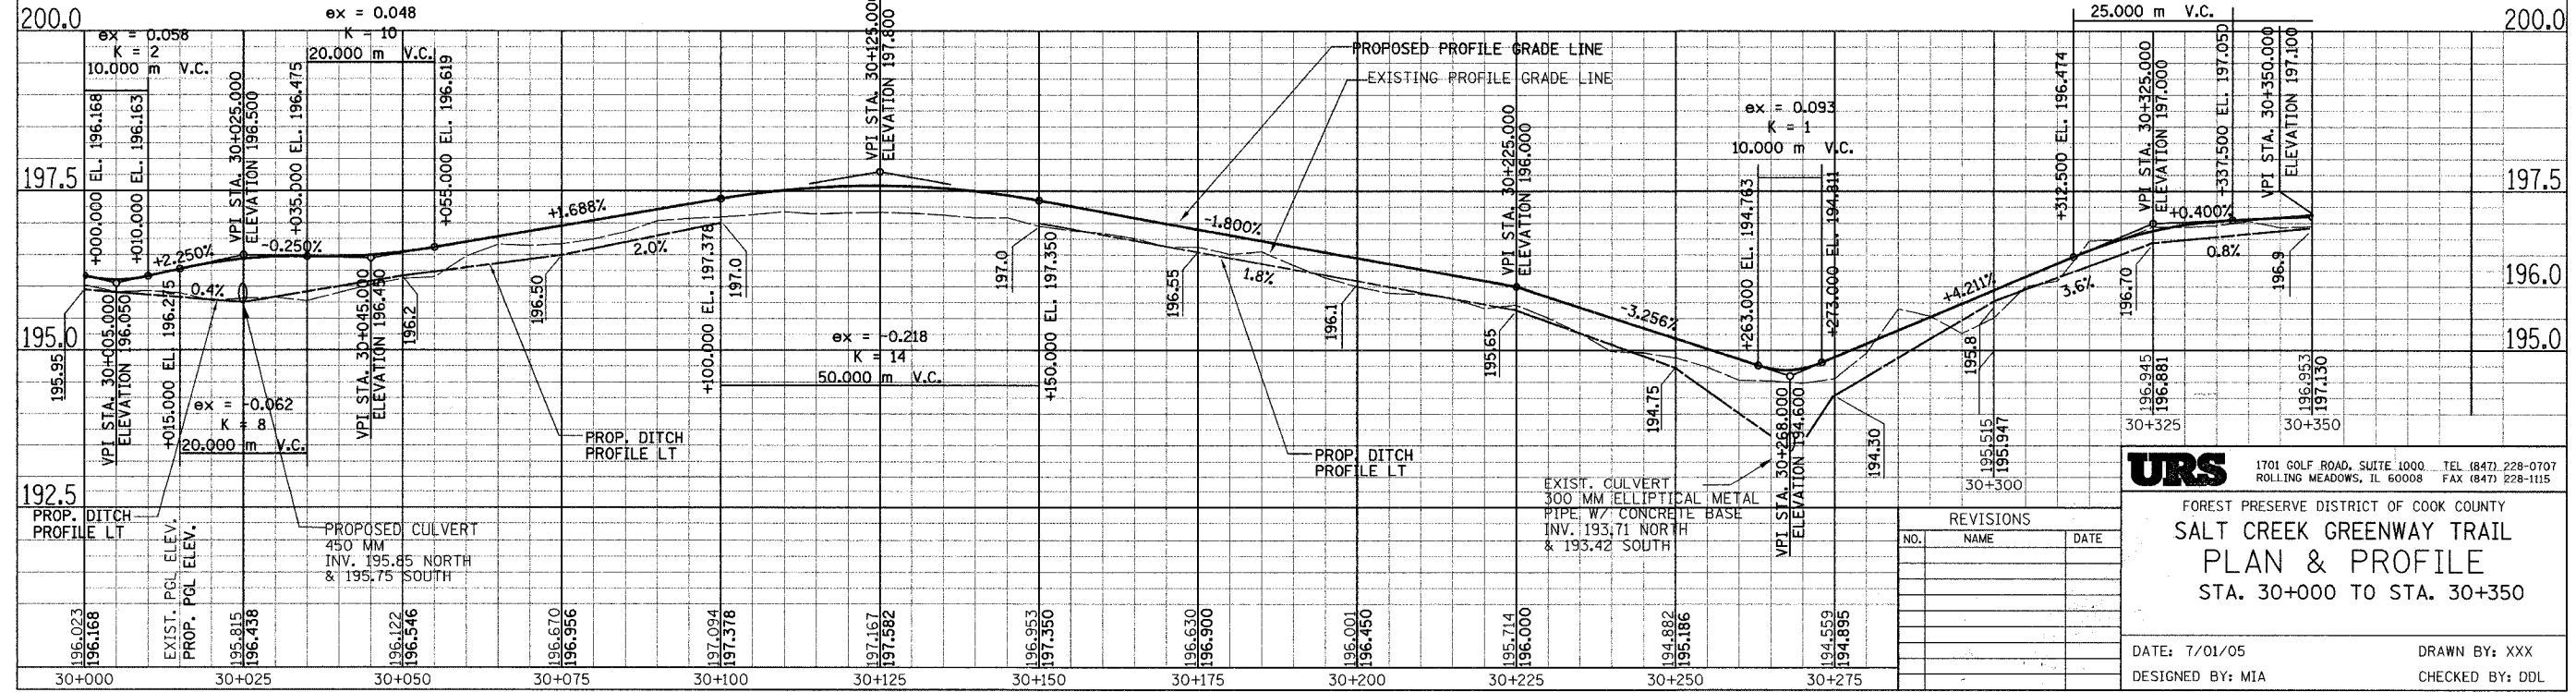 200.0
ex = 0.058
K = 2
10.000 m V.C.
ex = 0.048
K = 10
20.000 m V.C.
25.000 m V.C.
200.0
+000.000 EL. 196.168
+010.000 EL. 196.163
VPI STA. 30+025.000
ELEVATION 196.500
+035.000 EL. 196.475
+055.000 EL. 196.619
VPI STA. 30+125.000
ELEVATION 197.800
PROPOSED PROFILE GRADE LINE
EXISTING PROFILE GRADE LINE
VPI STA. 30+225.000
ELEVATION 196.000
ex = 0.093
K = 1
10.000 m V.C.
+263.000 EL. 194.763
+273.000 EL. 194.811
+312.500 EL. 196.474
VPI STA. 30+325.000
ELEVATION 197.000
+337.500 EL. 197.050
VPI STA. 30+350.000
ELEVATION 197.100
197.5
197.5
+2.250%
-0.250%
+1.688%
-1.800%
-3.256%
+4.211%
+0.400%
0.4%
2.0%
1.8%
3.6%
0.8%
196.0
195.0
195.0
195.95
VPI STA. 30+005.000
ELEVATION 196.050
+015.000 EL. 196.275
VPI STA. 30+045.000
ELEVATION 196.450
196.2
196.50
+100.000 EL. 197.378
197.0
197.0
+150.000 EL. 197.350
196.55
196.1
195.65
194.75
194.30
195.8
196.70
196.9
ex = -0.062
K = 8
20.000 m V.C.
ex = -0.218
K = 14
50.000 m V.C.
PROP. DITCH
PROFILE LT
PROP. DITCH
PROFILE LT
VPI STA. 30+268.000
ELEVATION 194.600
196.945
196.881
30+325
196.953
197.130
30+350
195.515
195.947
30+300
192.5
PROP. DITCH
PROFILE LT
PROPOSED CULVERT
450 MM
INV. 195.85 NORTH
& 195.75 SOUTH
EXIST. CULVERT
300 MM ELLIPTICAL METAL
PIPE W/ CONCRETE BASE
INV. 193.71 NORTH
& 193.42 SOUTH
EXIST. PGL ELEV.
PROP. PGL ELEV.
196.023
196.168
195.815
196.438
196.122
196.546
196.670
196.956
197.094
197.378
197.167
197.582
196.953
197.350
196.630
196.900
196.001
196.450
195.714
196.000
194.882
195.186
194.559
194.895
30+000
30+025
30+050
30+075
30+100
30+125
30+150
30+175
30+200
30+225
30+250
30+275
REVISIONS
NO. NAME DATE
URS
1701 GOLF ROAD, SUITE 1000 TEL (847) 228-0707
ROLLING MEADOWS, IL 60008 FAX (847) 228-1115
FOREST PRESERVE DISTRICT OF COOK COUNTY
SALT CREEK GREENWAY TRAIL
PLAN & PROFILE
STA. 30+000 TO STA. 30+350
DATE: 7/01/05 DRAWN BY: XXX
DESIGNED BY: MIA CHECKED BY: DDL